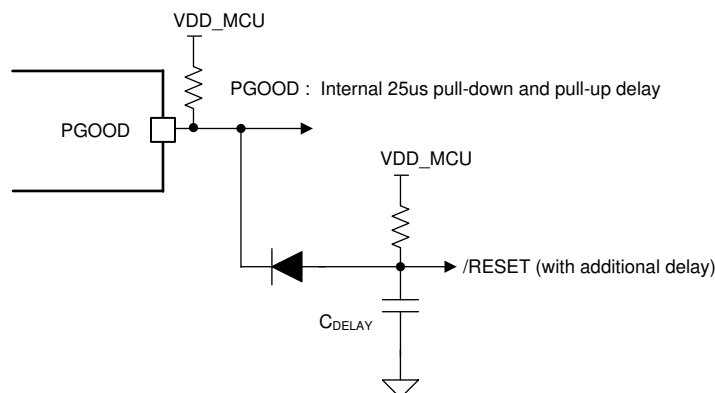 VDD_MCU
PGOOD : Internal 25us pull-down and pull-up delay
PGOOD
VDD_MCU
/RESET (with additional delay)
CDELAY